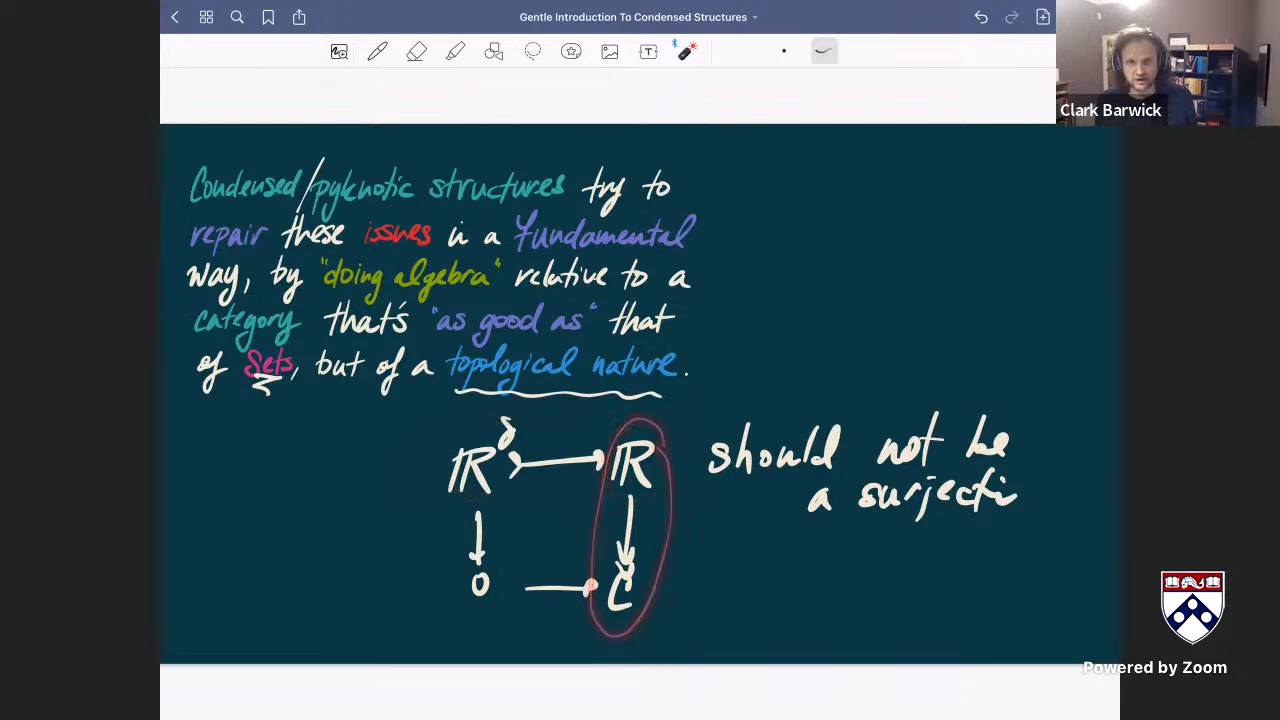 Gentle Introduction To Condensed Structures
Clark Barwick
Condensed/pyknotic structures try to
repair these issues in a fundamental
way, by "doing algebra" relative to a
category that's "as good as" that
of Sets, but of a topological nature.
ℝ^δ ↣ ℝ should not be
a surjecti
0 → C
Powered by Zoom